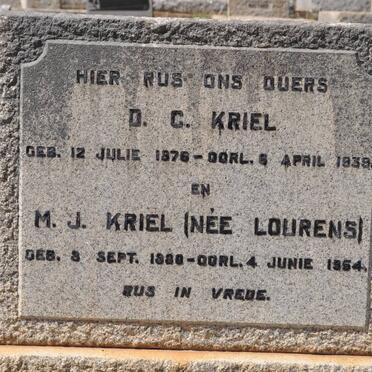 HIER RUS ONS OUERS
D. C. KRIEL
GEB. 12 JULIE 1876 - OORL. 6 APRIL 1939.
EN
M. J. KRIEL (NÉE LOURENS)
GEB. 9 SEPT. 1880 - OORL. 4 JUNIE 1954.
RUS IN VREDE.